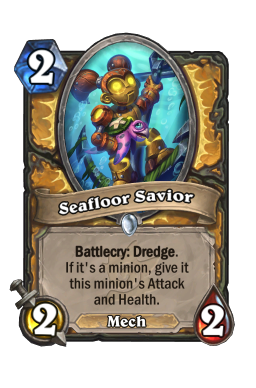 2
Seafloor Savior
Battlecry: Dredge.
If it's a minion, give it
this minion's Attack
and Health.
2
Mech
2